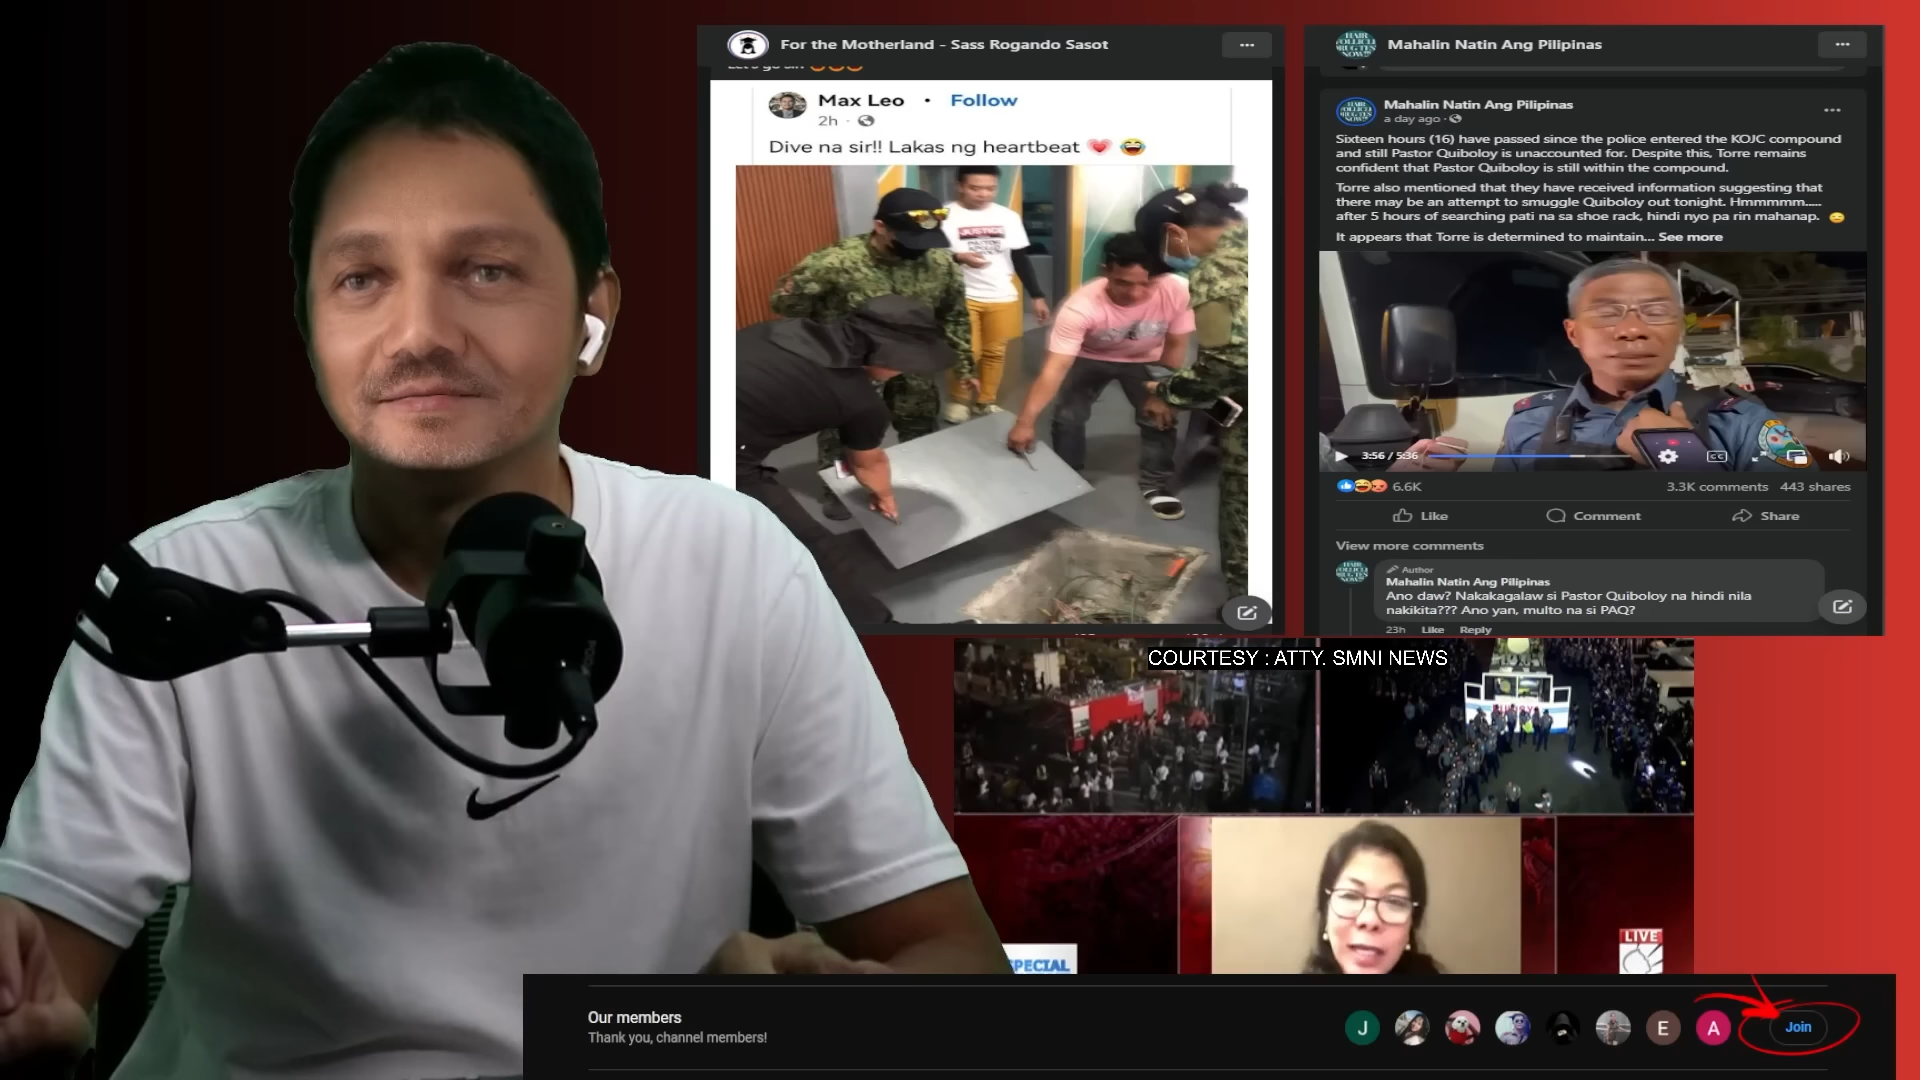 For the Motherland - Sass Rogando Sasot
Max Leo • Follow
2h
Dive na sir!! Lakas ng heartbeat
JUSTICE
Mahalin Natin Ang Pilipinas
Mahalin Natin Ang Pilipinas
a day ago
Sixteen hours (16) have passed since the police entered the KOJC compound
and still Pastor Quiboloy is unaccounted for. Despite this, Torre remains
confident that Pastor Quiboloy is still within the compound.
Torre also mentioned that they have received information suggesting that
there may be an attempt to smuggle Quiboloy out tonight. Hmmmmm.....
after 5 hours of searching pati na sa shoe rack, hindi nyo pa rin mahanap.
It appears that Torre is determined to maintain... See more
3:56 / 5:36
CC
6.6K
3.3K comments 443 shares
Like
Comment
Share
View more comments
Author
Mahalin Natin Ang Pilipinas
Ano daw? Nakakagalaw si Pastor Quiboloy na hindi nila
nakikita??? Ano yan, multo na si PAQ?
23h Like Reply
COURTESY : ATTY. SMNI NEWS
SPECIAL
LIVE
Our members
Thank you, channel members!
J
E
A
Join